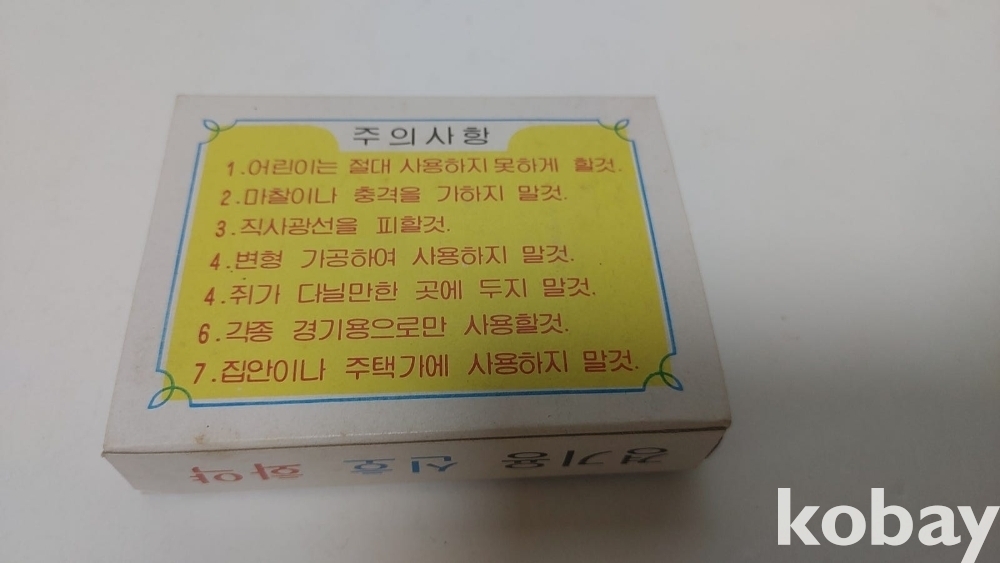 주의사항
1.어린이는 절대 사용하지 못하게 할것.
2.마찰이나 충격을 가하지 말것.
3.직사광선을 피할것.
4.변형 가공하여 사용하지 말것.
4.쥐가 다닐만한 곳에 두지 말것.
6.각종 경기용으로만 사용할것.
7.집안이나 주택가에 사용하지 말것.
경기용 신호 화약
kobay